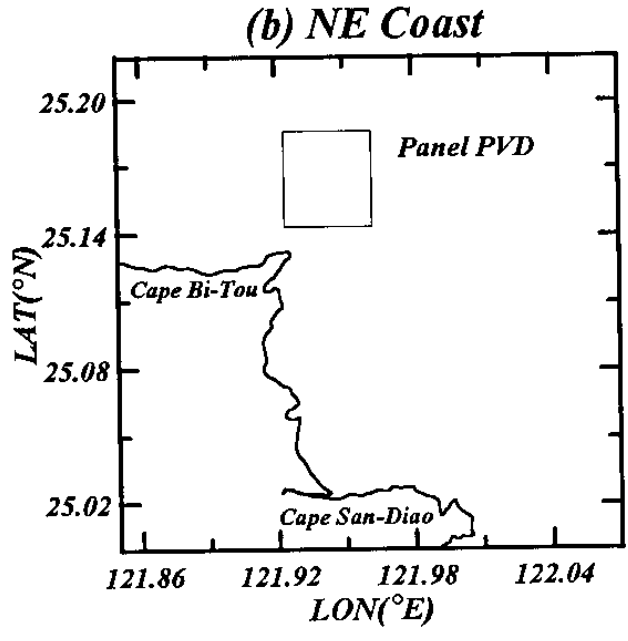 (b) NE Coast
25.20
Panel PVD
25.14
Cape Bi-Tou
LAT(°N)
25.08
25.02
Cape San-Diao
121.86 121.92 121.98 122.04
LON(°E)